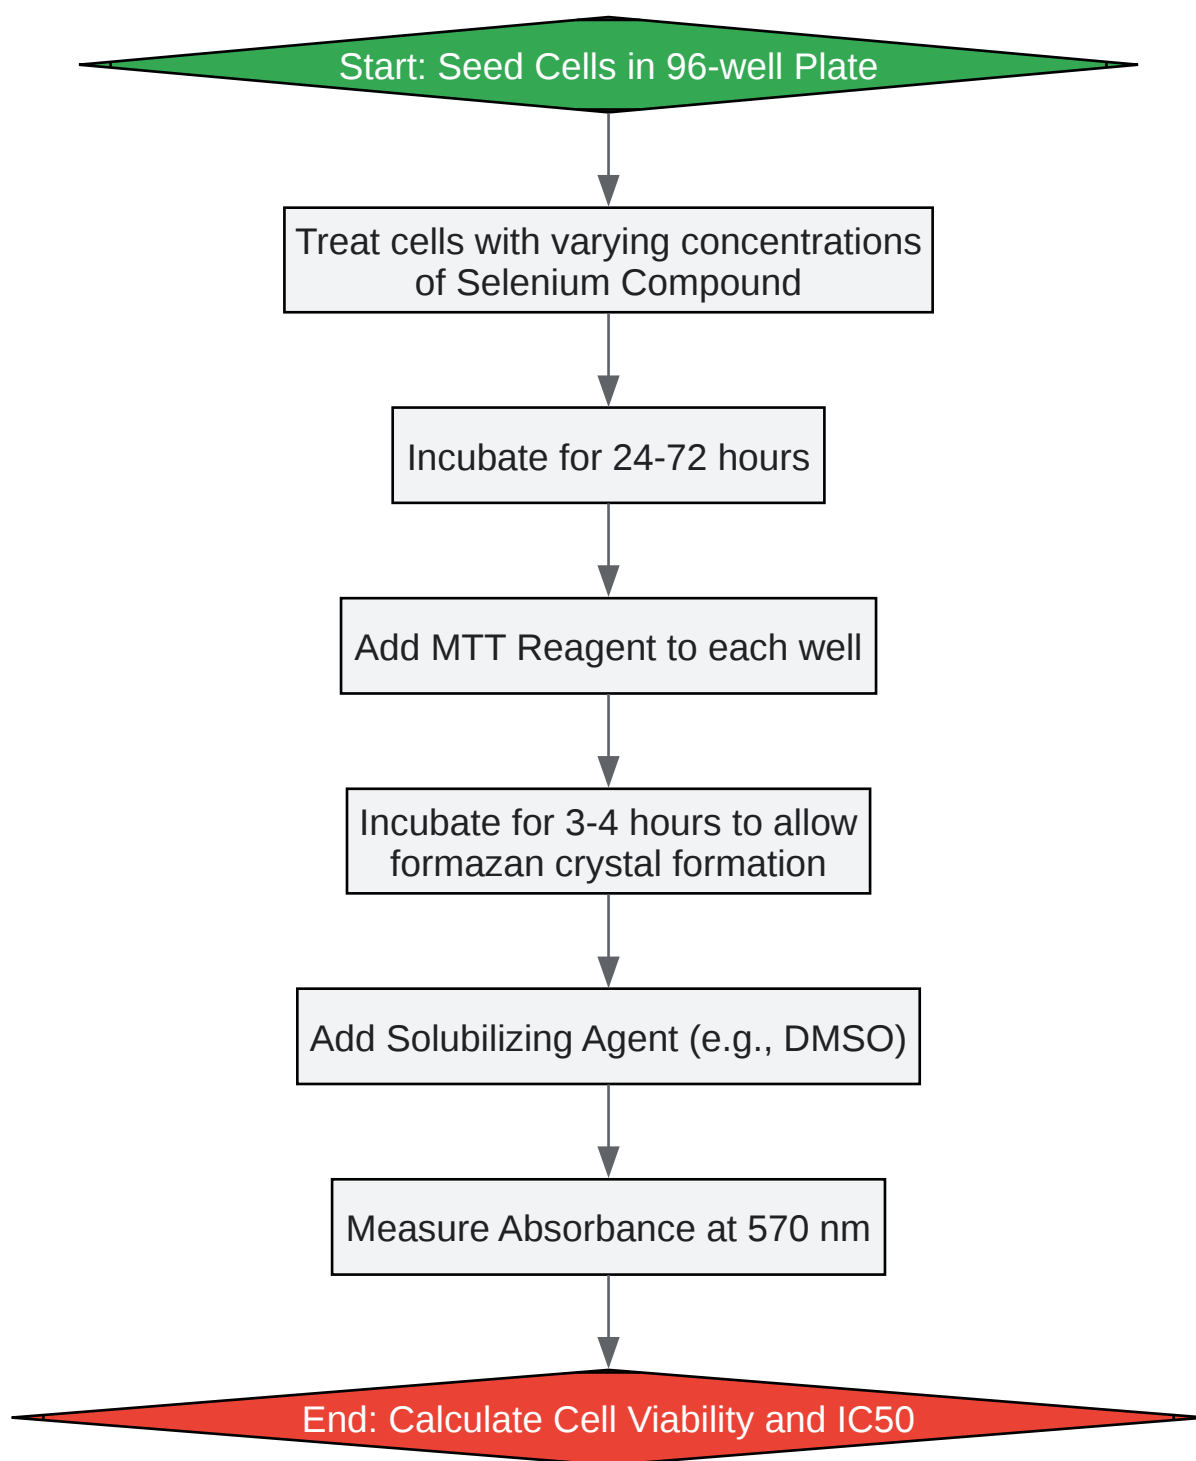 Start: Seed Cells in 96-well Plate
Treat cells with varying concentrations
of Selenium Compound
Incubate for 24-72 hours
Add MTT Reagent to each well
Incubate for 3-4 hours to allow
formazan crystal formation
Add Solubilizing Agent (e.g., DMSO)
Measure Absorbance at 570 nm
End: Calculate Cell Viability and IC50